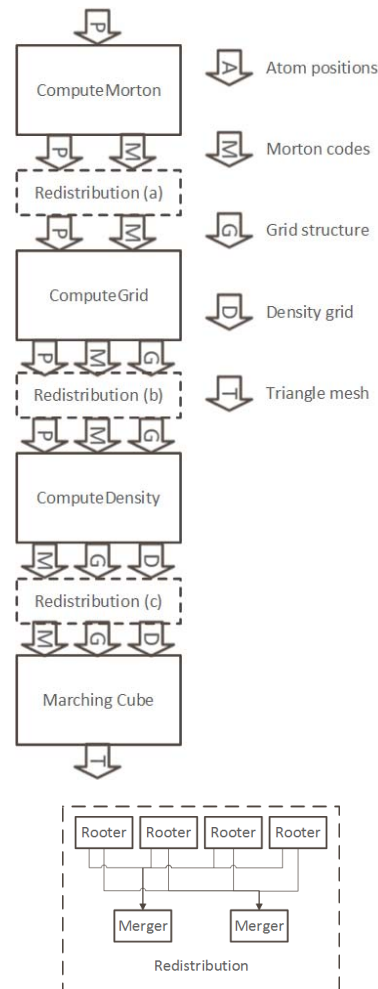 P
ComputeMorton
P M
Redistribution (a)
P M
ComputeGrid
P M G
Redistribution (b)
P M G
ComputeDensity
M G D
Redistribution (c)
M G D
Marching Cube
T
A Atom positions
M Morton codes
G Grid structure
D Density grid
T Triangle mesh
Rooter Rooter Rooter Rooter
Merger Merger
Redistribution